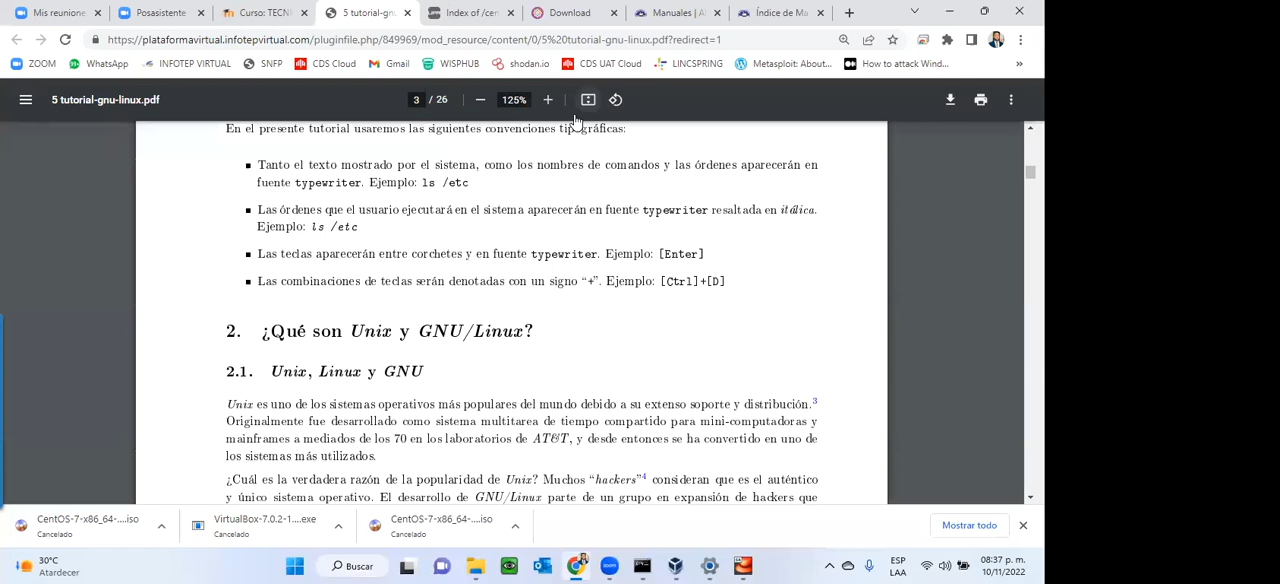 Mis reunione
Posasistente
Curso: TECNI
5 tutorial-gnu
Index of /cen
Download
Manuales | A
Índice de Ma
https://plataformavirtual.infotepvirtual.com/pluginfile.php/849969/mod_resource/content/0/5%20tutorial-gnu-linux.pdf?redirect=1
ZOOM
WhatsApp
INFOTEP VIRTUAL
SNFP
CDS Cloud
Gmail
WISPHUB
shodan.io
CDS UAT Cloud
LINCSPRING
Metasploit: About...
How to attack Wind...
»
5 tutorial-gnu-linux.pdf
3 / 26
125%
En el presente tutorial usaremos las siguientes convenciones tipográficas:
Tanto el texto mostrado por el sistema, como los nombres de comandos y las órdenes aparecerán en
fuente typewriter. Ejemplo: ls /etc
Las órdenes que el usuario ejecutará en el sistema aparecerán en fuente typewriter resaltada en itálica.
Ejemplo: ls /etc
Las teclas aparecerán entre corchetes y en fuente typewriter. Ejemplo: [Enter]
Las combinaciones de teclas serán denotadas con un signo “+”. Ejemplo: [Ctrl]+[D]
2. ¿Qué son Unix y GNU/Linux?
2.1. Unix, Linux y GNU
Unix es uno de los sistemas operativos más populares del mundo debido a su extenso soporte y distribución.3
Originalmente fue desarrollado como sistema multitarea de tiempo compartido para mini-computadoras y
mainframes a mediados de los 70 en los laboratorios de AT&T, y desde entonces se ha convertido en uno de
los sistemas más utilizados.
¿Cuál es la verdadera razón de la popularidad de Unix? Muchos “hackers”4 consideran que es el auténtico
y único sistema operativo. El desarrollo de GNU/Linux parte de un grupo en expansión de hackers que
CentOS-7-x86_64-....iso
Cancelado
VirtualBox-7.0.2-1....exe
Cancelado
CentOS-7-x86_64-....iso
Cancelado
Mostrar todo
30°C
Atardecer
Buscar
ESP
LAA
08:37 p. m.
10/11/2022